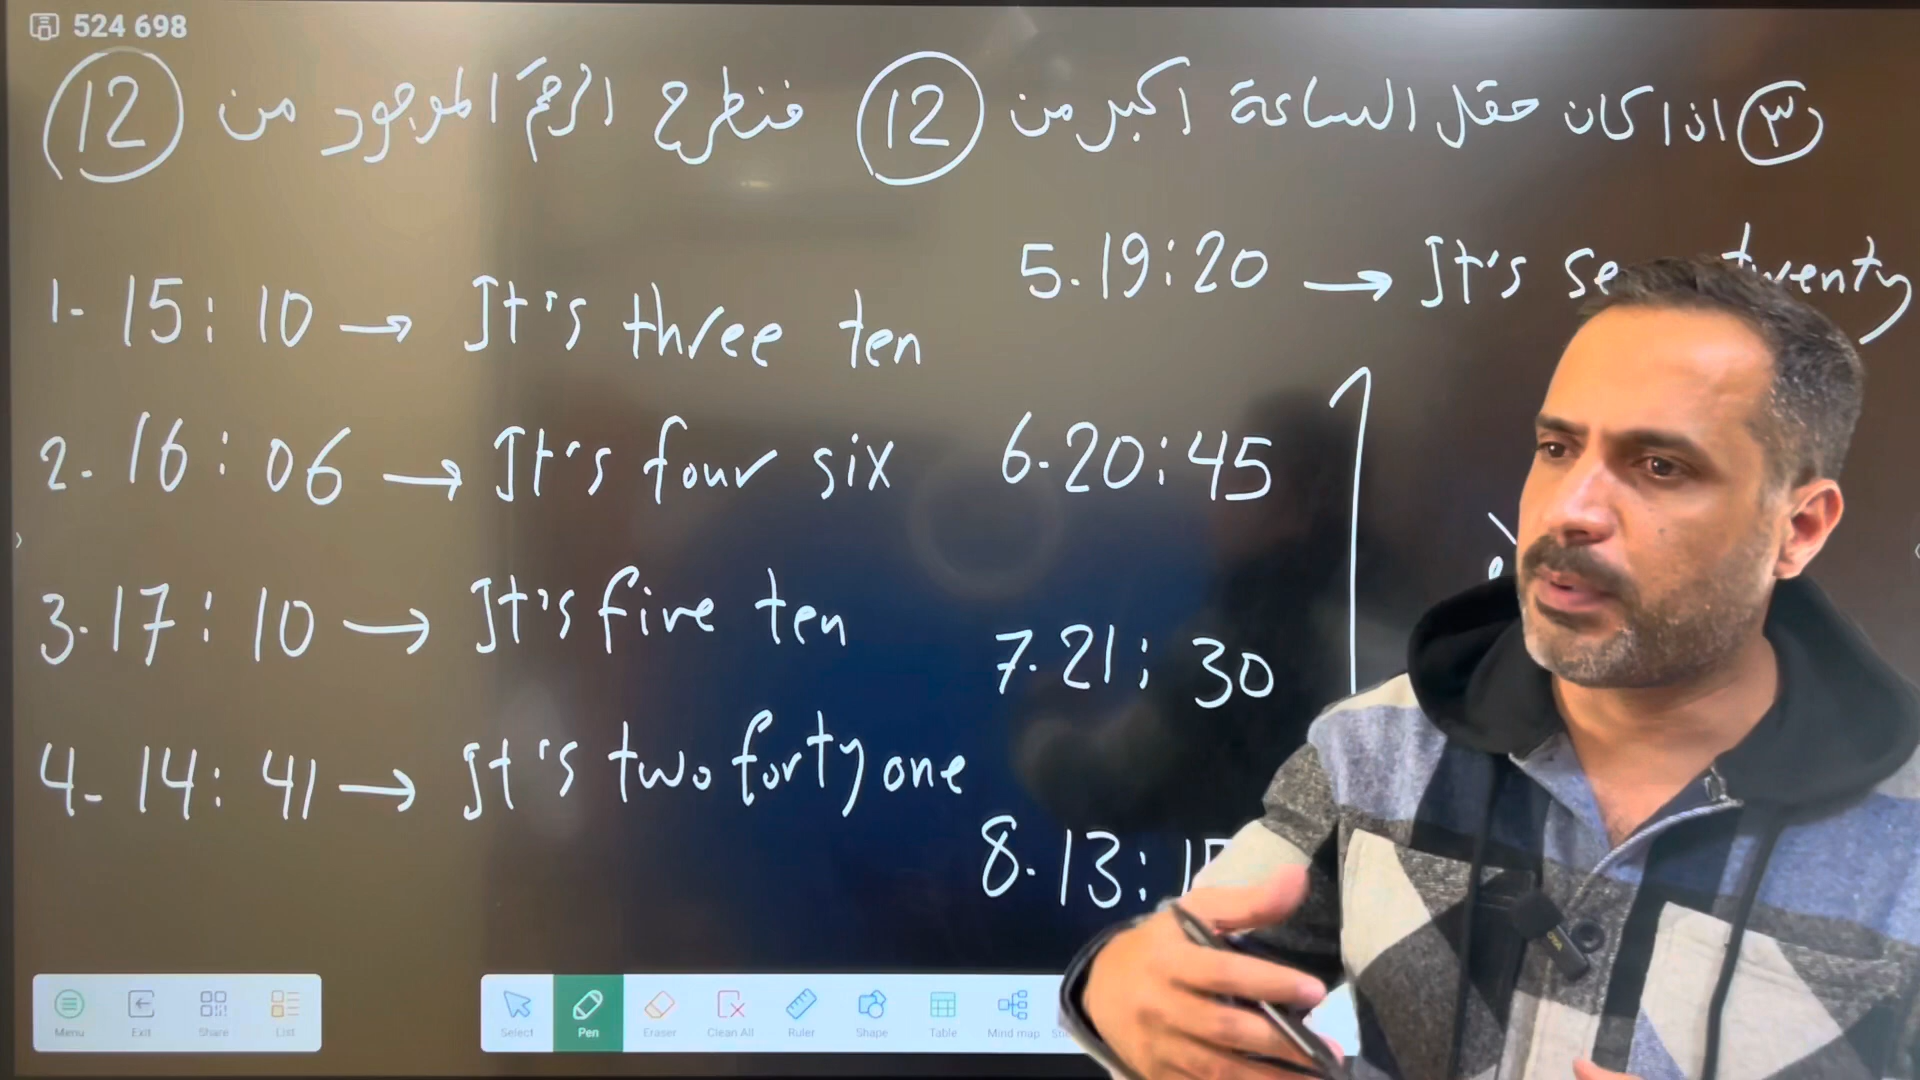 524 698
٣ اذا كان حقل الساعة اكبر من 12 فنطرح الرقم الموجود من 12
1- 15:10 → It's three ten
2- 16:06 → It's four six
3. 17:10 → It's five ten
4- 14:41 → It's two forty one
5. 19:20 → It's se twenty
6. 20:45
7. 21:30
8. 13:
Menu Exit Share List
Select Pen Eraser Clean All Ruler Shape Table Mind map